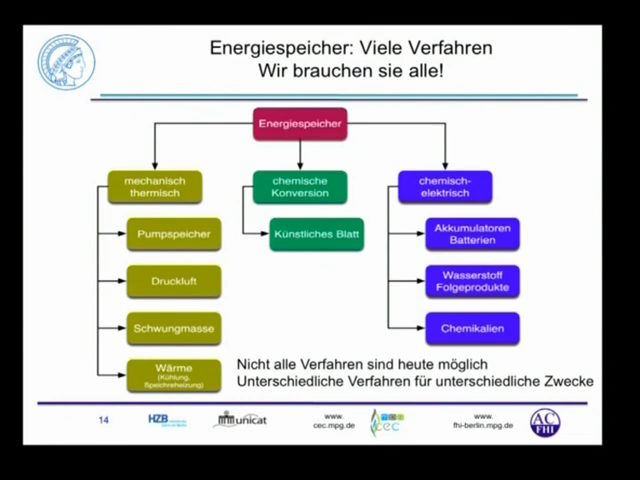 Energiespeicher: Viele Verfahren
Wir brauchen sie alle!
Energiespeicher
mechanisch
thermisch
chemische
Konversion
chemisch-
elektrisch
Pumpspeicher
Künstliches Blatt
Akkumulatoren
Batterien
Druckluft
Wasserstoff
Folgeprodukte
Schwungmasse
Chemikalien
Wärme
(Kühlung,
Speichreheizung)
Nicht alle Verfahren sind heute möglich
Unterschiedliche Verfahren für unterschiedliche Zwecke
14
HZB
unicat
www.
cec.mpg.de
cec
www.
fhi-berlin.mpg.de
AC
FHI